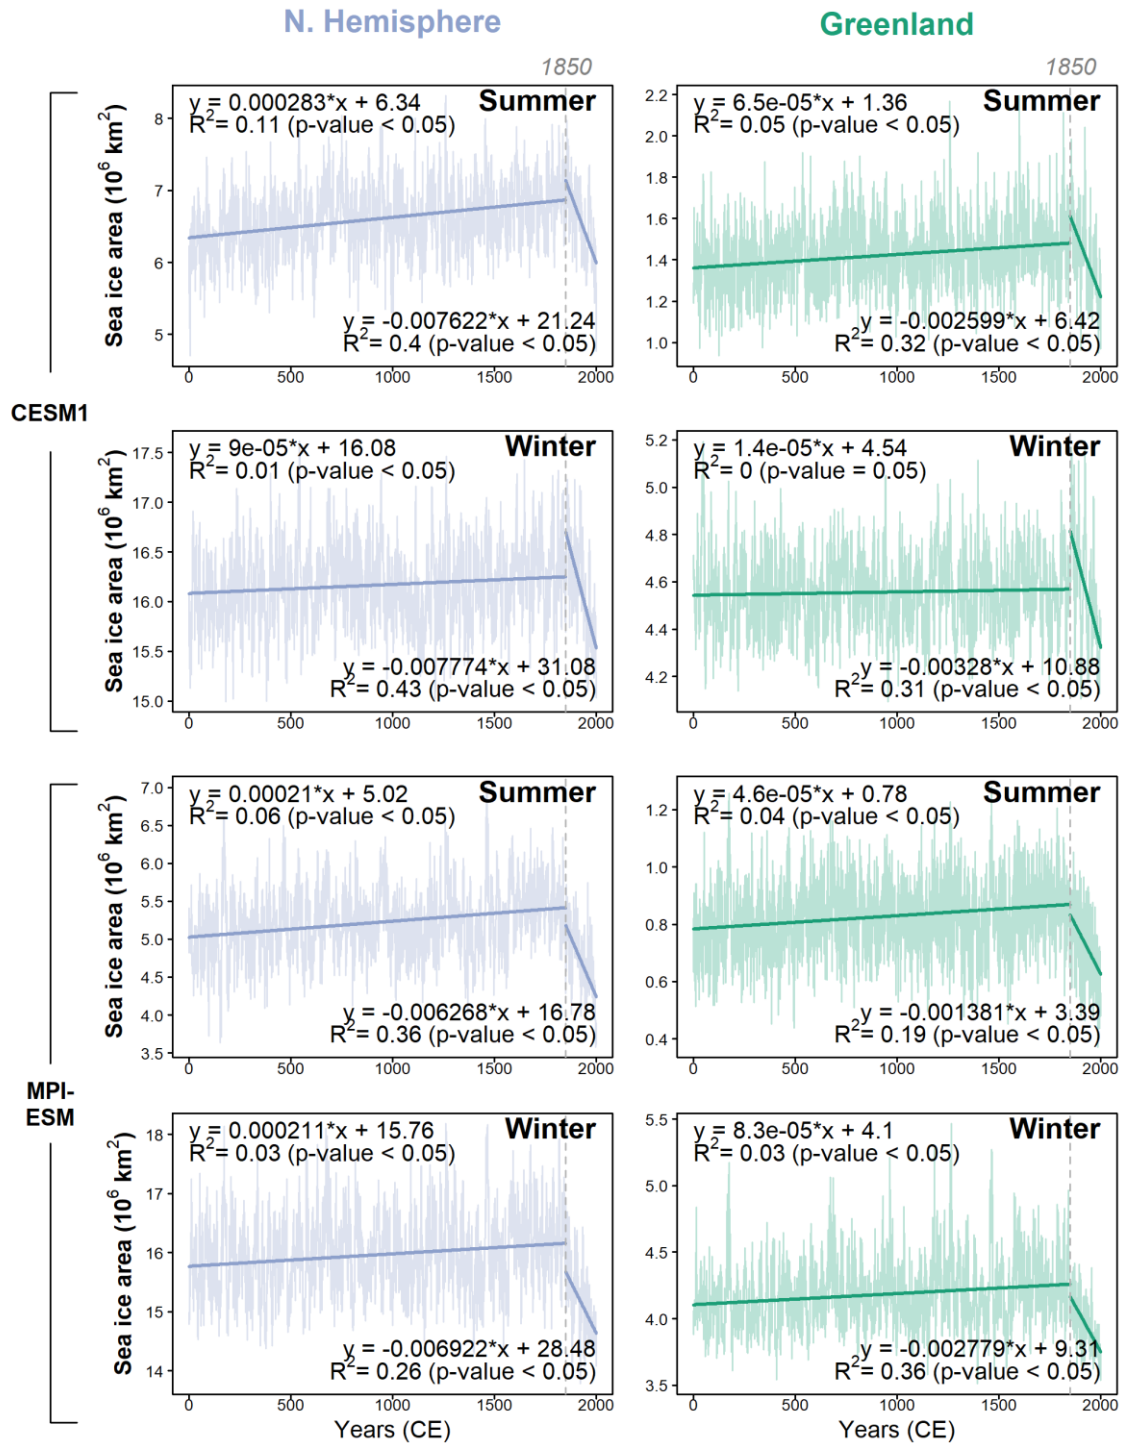 N. Hemisphere
Greenland
1850
1850
CESM1
Sea ice area (10⁶ km²)
y = 0.000283*x + 6.34
R²= 0.11 (p-value < 0.05)
Summer
y = -0.007622*x + 21.24
R²= 0.4 (p-value < 0.05)
8
7
6
5
0 500 1000 1500 2000
y = 6.5e-05*x + 1.36
R²= 0.05 (p-value < 0.05)
Summer
y = -0.002599*x + 6.42
R²= 0.32 (p-value < 0.05)
2.2
2.0
1.8
1.6
1.4
1.2
1.0
0 500 1000 1500 2000
Sea ice area (10⁶ km²)
y = 9e-05*x + 16.08
R²= 0.01 (p-value < 0.05)
Winter
y = -0.007774*x + 31.08
R²= 0.43 (p-value < 0.05)
17.5
17.0
16.5
16.0
15.5
15.0
0 500 1000 1500 2000
y = 1.4e-05*x + 4.54
R²= 0 (p-value = 0.05)
Winter
y = -0.00328*x + 10.88
R²= 0.31 (p-value < 0.05)
5.2
5.0
4.8
4.6
4.4
4.2
0 500 1000 1500 2000
MPI-
ESM
Sea ice area (10⁶ km²)
y = 0.00021*x + 5.02
R²= 0.06 (p-value < 0.05)
Summer
y = -0.006268*x + 16.78
R²= 0.36 (p-value < 0.05)
7.0
6.5
6.0
5.5
5.0
4.5
4.0
3.5
0 500 1000 1500 2000
y = 4.6e-05*x + 0.78
R²= 0.04 (p-value < 0.05)
Summer
y = -0.001381*x + 3.39
R²= 0.19 (p-value < 0.05)
1.2
1.0
0.8
0.6
0.4
0 500 1000 1500 2000
Sea ice area (10⁶ km²)
y = 0.000211*x + 15.76
R²= 0.03 (p-value < 0.05)
Winter
y = -0.006922*x + 28.48
R²= 0.26 (p-value < 0.05)
18
17
16
15
14
0 500 1000 1500 2000
Years (CE)
y = 8.3e-05*x + 4.1
R²= 0.03 (p-value < 0.05)
Winter
y = -0.002779*x + 9.31
R²= 0.36 (p-value < 0.05)
5.5
5.0
4.5
4.0
3.5
0 500 1000 1500 2000
Years (CE)